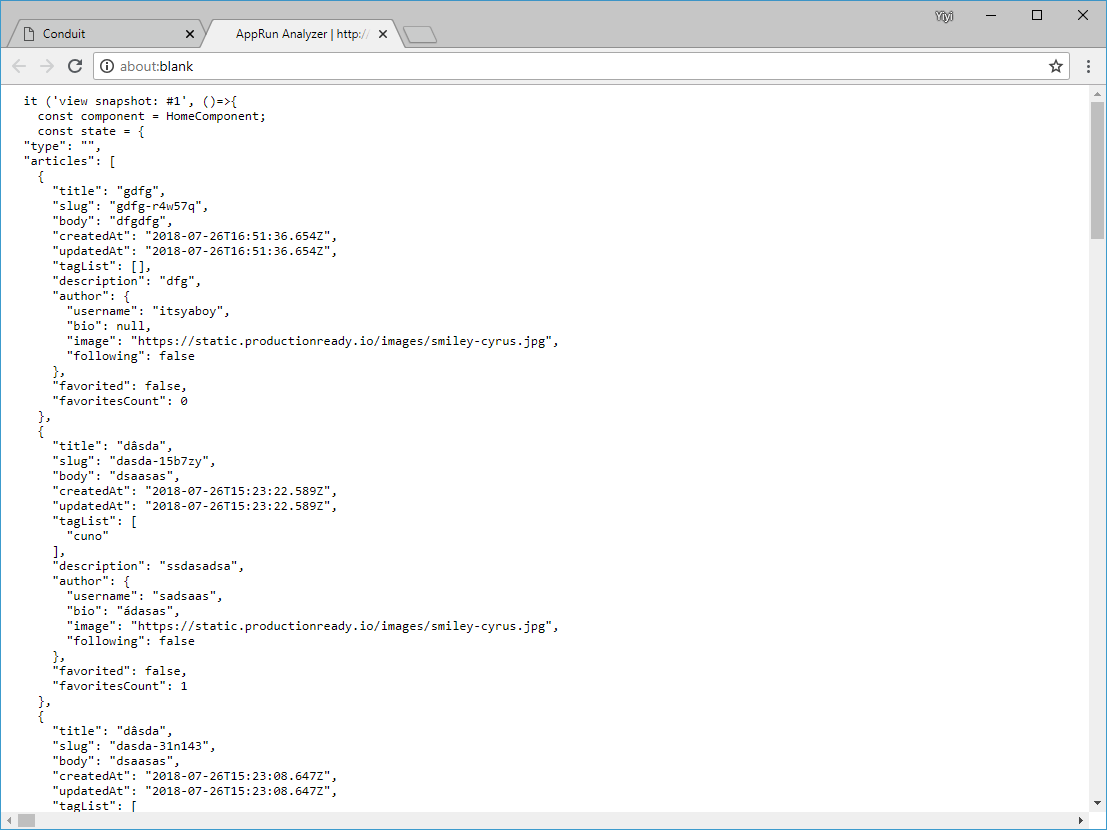 Yiyi
Conduit
AppRun Analyzer | http:/
about:blank
it ('view snapshot: #1', ()=>{
  const component = HomeComponent;
  const state = {
"type": "",
"articles": [
  {
    "title": "gdfg",
    "slug": "gdfg-r4w57q",
    "body": "dfgdfg",
    "createdAt": "2018-07-26T16:51:36.654Z",
    "updatedAt": "2018-07-26T16:51:36.654Z",
    "tagList": [],
    "description": "dfg",
    "author": {
      "username": "itsyaboy",
      "bio": null,
      "image": "https://static.productionready.io/images/smiley-cyrus.jpg",
      "following": false
    },
    "favorited": false,
    "favoritesCount": 0
  },
  {
    "title": "dâsda",
    "slug": "dasda-15b7zy",
    "body": "dsaasas",
    "createdAt": "2018-07-26T15:23:22.589Z",
    "updatedAt": "2018-07-26T15:23:22.589Z",
    "tagList": [
      "cuno"
    ],
    "description": "ssdasadsa",
    "author": {
      "username": "sadsaas",
      "bio": "ádasas",
      "image": "https://static.productionready.io/images/smiley-cyrus.jpg",
      "following": false
    },
    "favorited": false,
    "favoritesCount": 1
  },
  {
    "title": "dâsda",
    "slug": "dasda-31n143",
    "body": "dsaasas",
    "createdAt": "2018-07-26T15:23:08.647Z",
    "updatedAt": "2018-07-26T15:23:08.647Z",
    "tagList": [